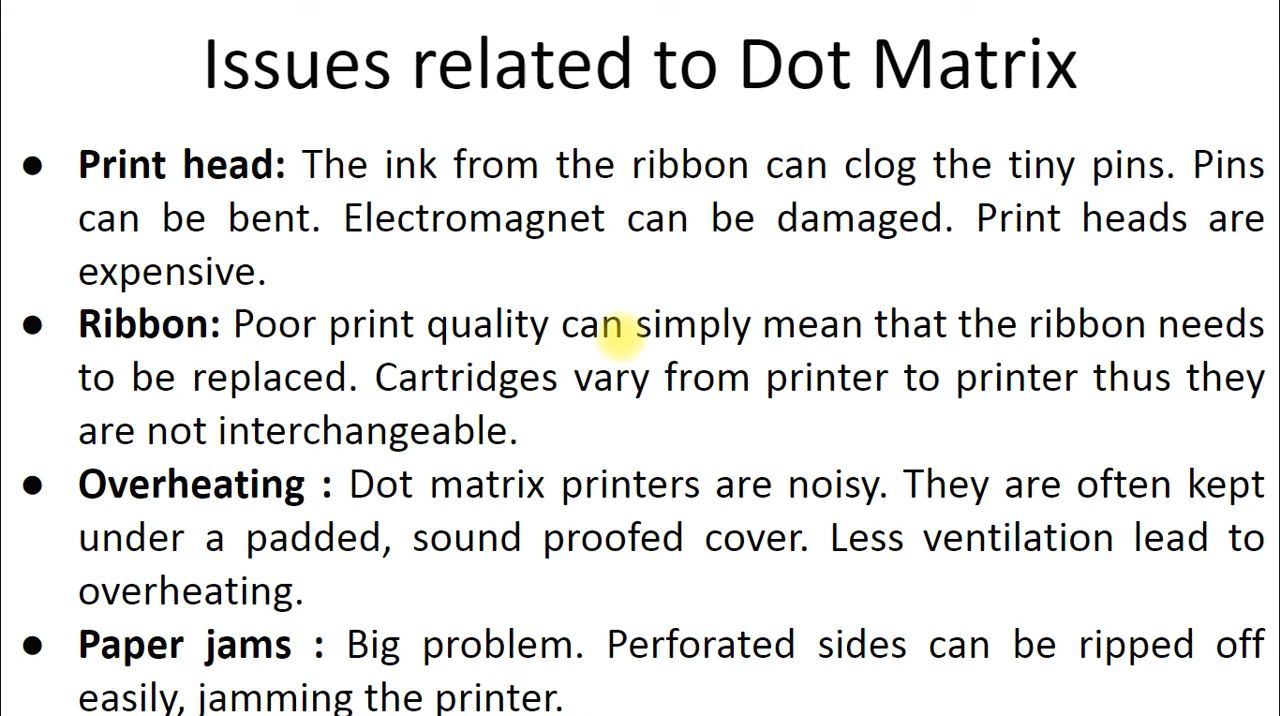 Issues related to Dot Matrix
● Print head: The ink from the ribbon can clog the tiny pins. Pins
can be bent. Electromagnet can be damaged. Print heads are
expensive.
● Ribbon: Poor print quality can simply mean that the ribbon needs
to be replaced. Cartridges vary from printer to printer thus they
are not interchangeable.
● Overheating : Dot matrix printers are noisy. They are often kept
under a padded, sound proofed cover. Less ventilation lead to
overheating.
● Paper jams : Big problem. Perforated sides can be ripped off
easily, jamming the printer.